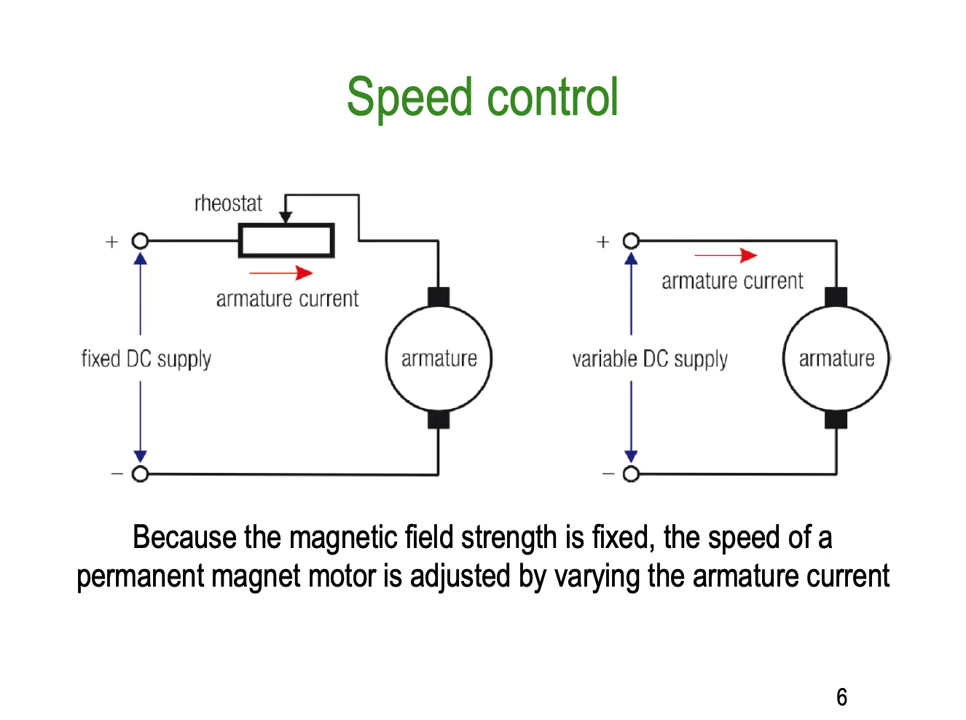 Speed control
rheostat
+
armature current
fixed DC supply
armature
−
+
armature current
variable DC supply
armature
−
Because the magnetic field strength is fixed, the speed of a
permanent magnet motor is adjusted by varying the armature current
6